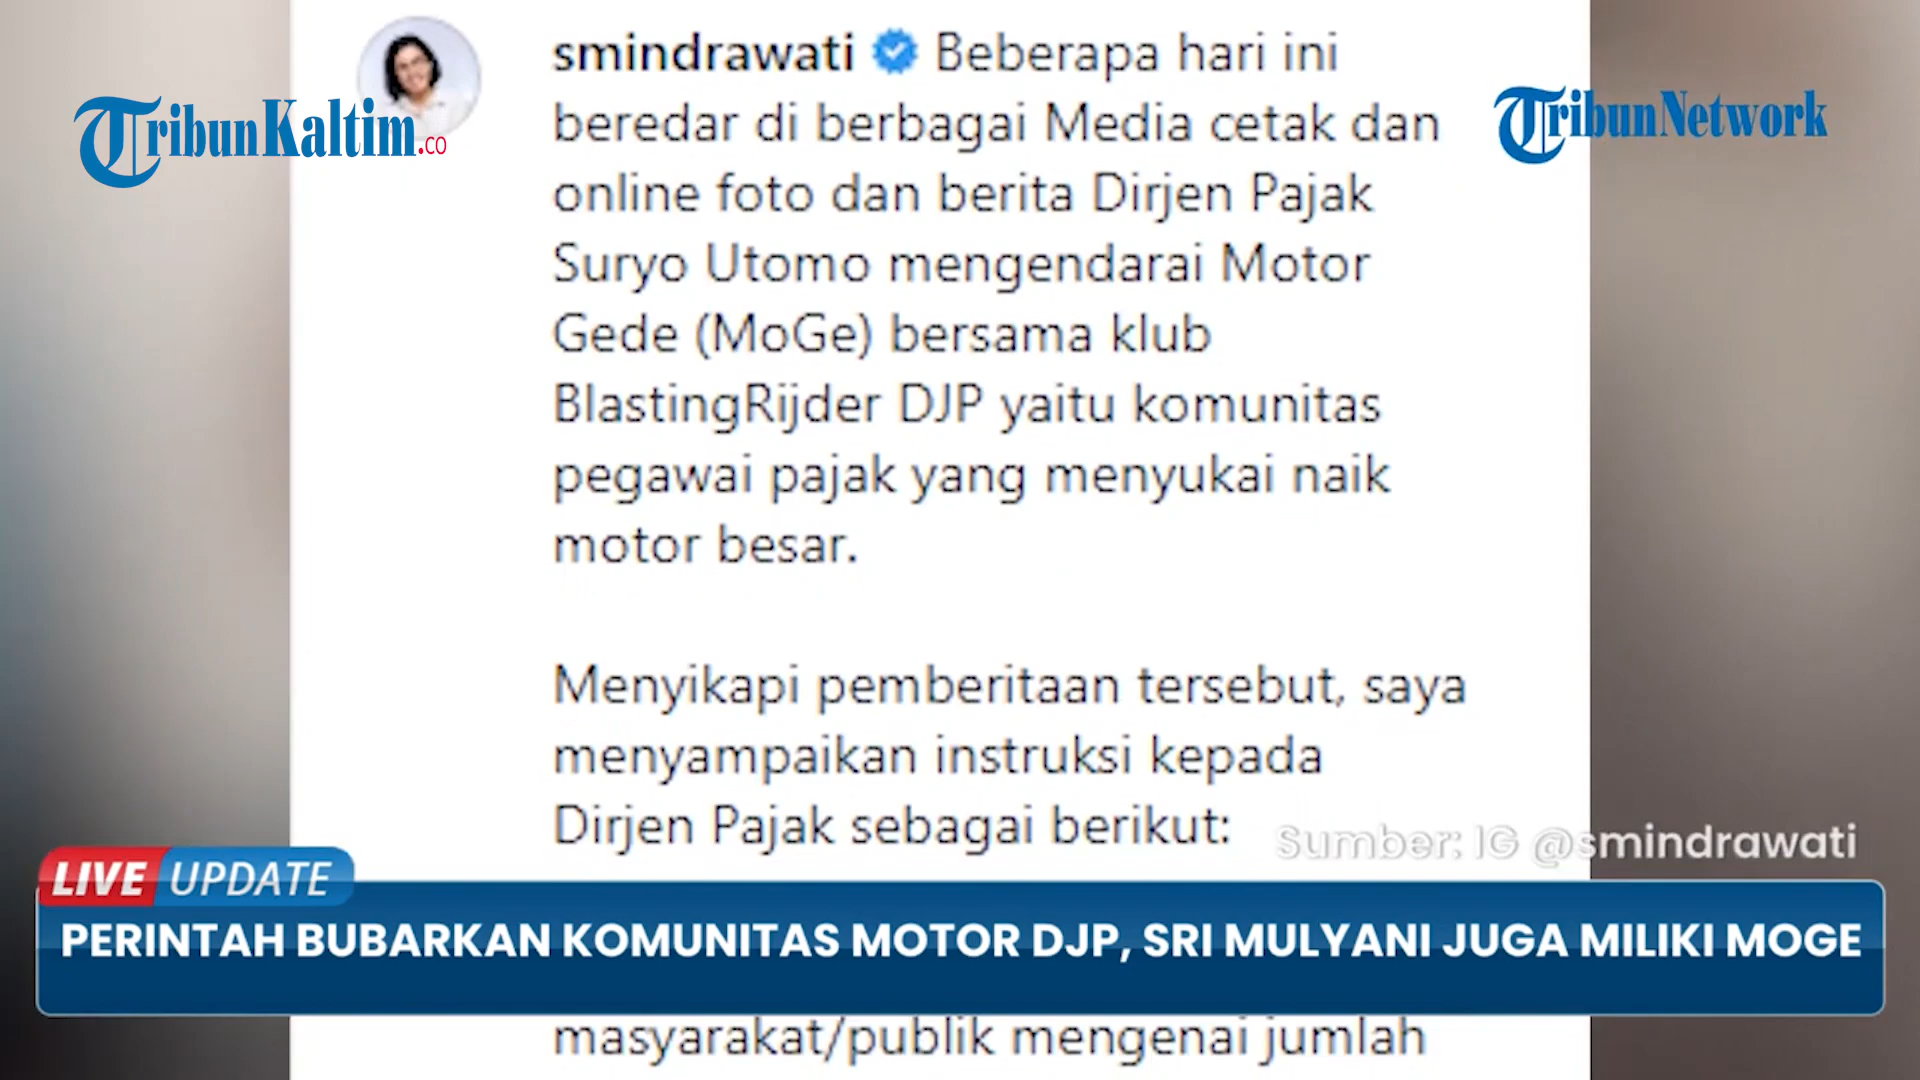 smindrawati Beberapa hari ini
beredar di berbagai Media cetak dan
online foto dan berita Dirjen Pajak
Suryo Utomo mengendarai Motor
Gede (MoGe) bersama klub
BlastingRijder DJP yaitu komunitas
pegawai pajak yang menyukai naik
motor besar.
Menyikapi pemberitaan tersebut, saya
menyampaikan instruksi kepada
Dirjen Pajak sebagai berikut:
masyarakat/publik mengenai jumlah
TribunKaltim.co
TribunNetwork
Sumber: IG @smindrawati
LIVE UPDATE
PERINTAH BUBARKAN KOMUNITAS MOTOR DJP, SRI MULYANI JUGA MILIKI MOGE